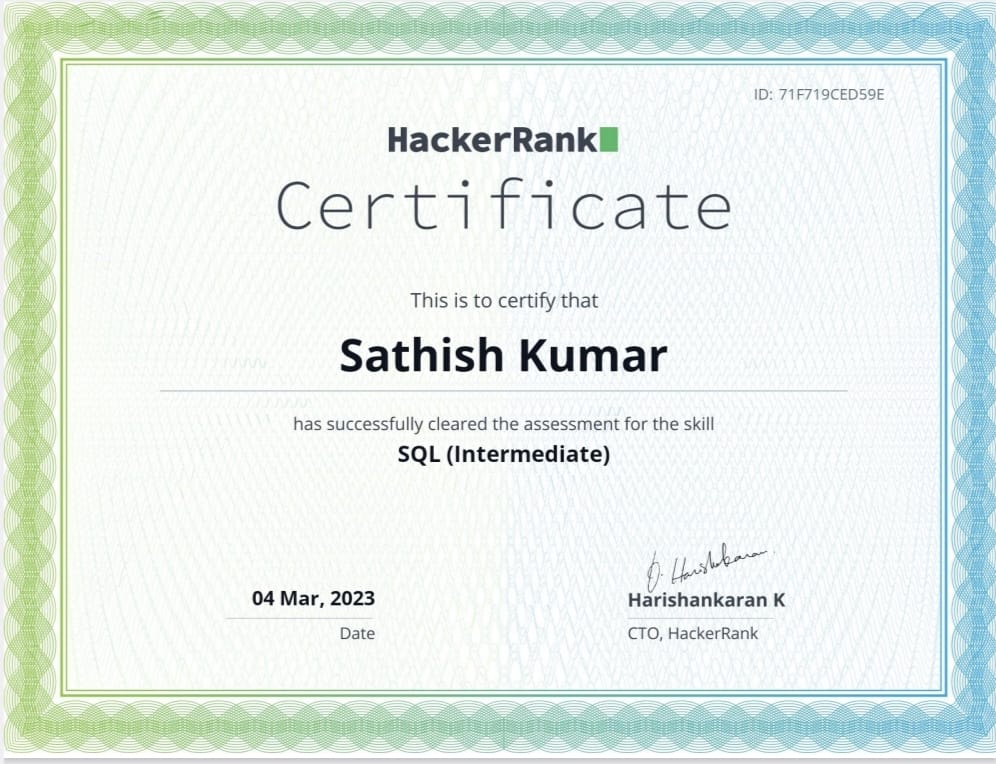 ID: 71F719CED59E
HackerRank
Certificate
This is to certify that
Sathish Kumar
has successfully cleared the assessment for the skill
SQL (Intermediate)
04 Mar, 2023
Date
Harishankaran K
CTO, HackerRank